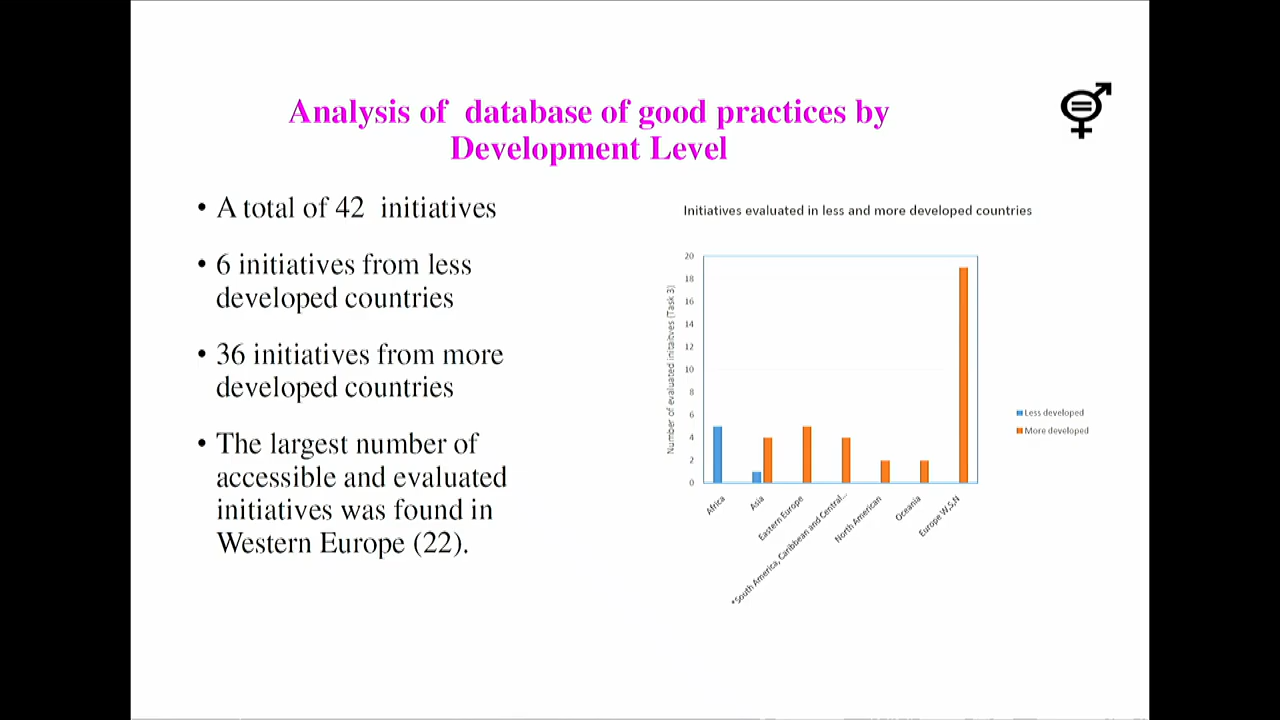 Analysis of  database of good practices by
Development Level
• A total of 42  initiatives
• 6 initiatives from less
developed countries
• 36 initiatives from more
developed countries
• The largest number of
accessible and evaluated
initiatives was found in
Western Europe (22).
Initiatives evaluated in less and more developed countries
Number of evaluated initaitves (Task 3)
20
18
16
14
12
10
8
6
4
2
0
Africa
Asia
Eastern Europe
*South America, Caribbean and Central...
North American
Oceania
Europe W,S,N
Less developed
More developed